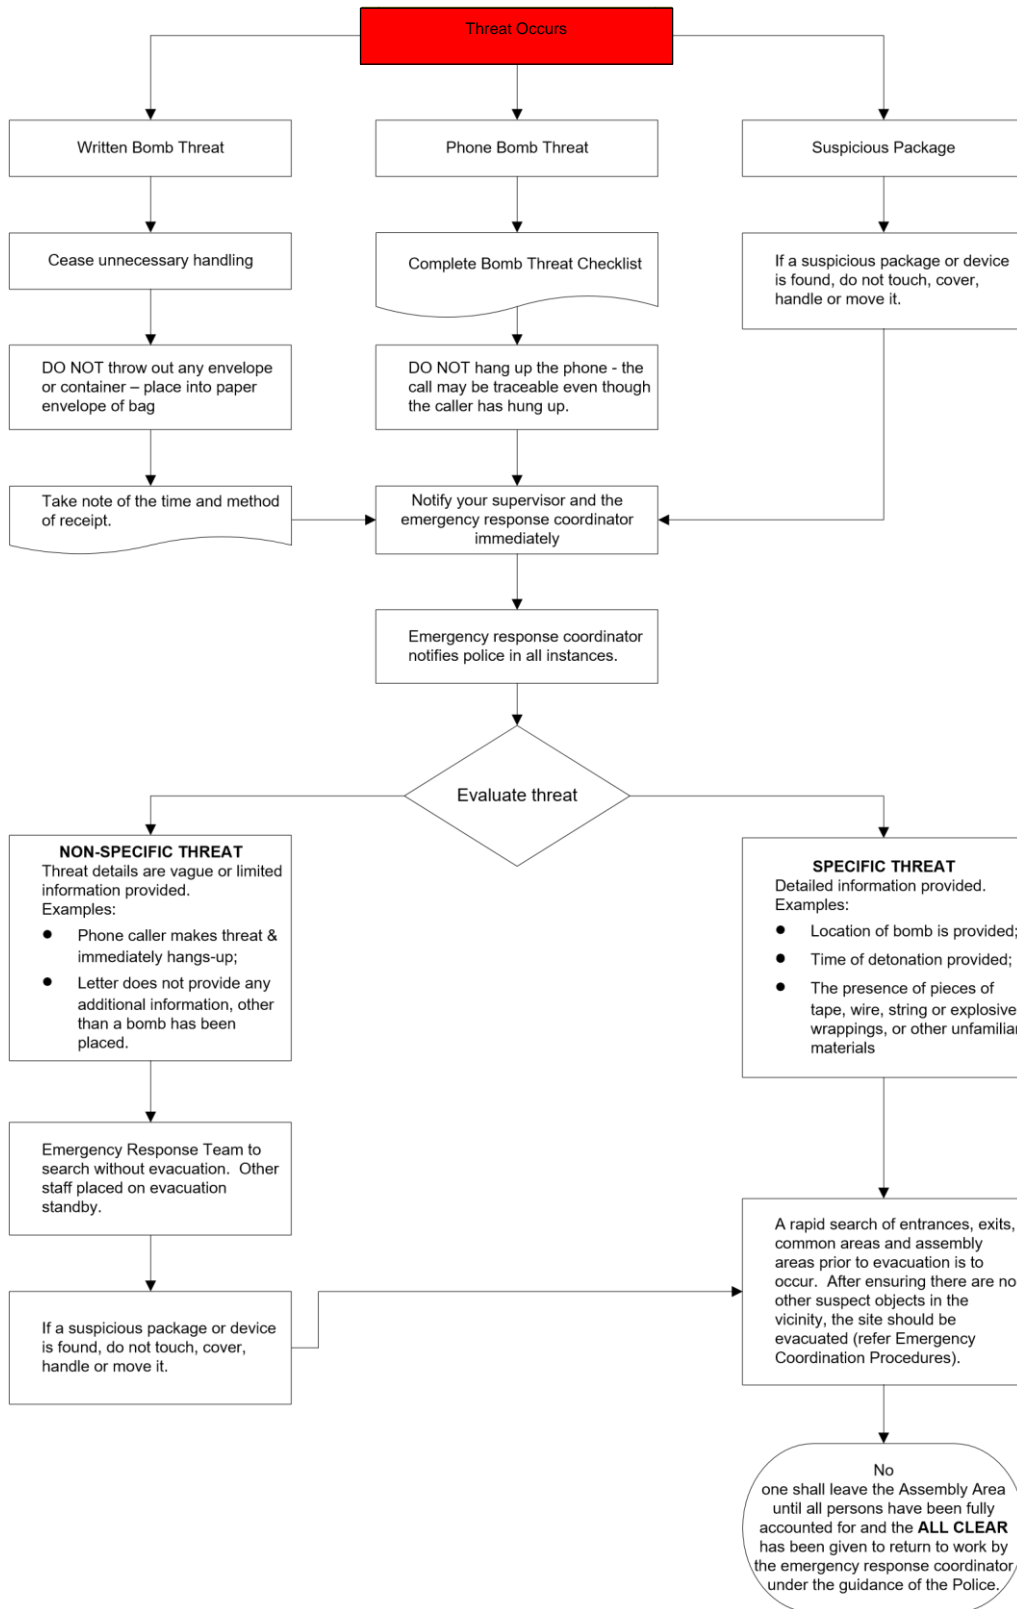 Threat Occurs
Written Bomb Threat
Phone Bomb Threat
Suspicious Package
Cease unnecessary handling
Complete Bomb Threat Checklist
If a suspicious package or device
is found, do not touch, cover,
handle or move it.
DO NOT throw out any envelope
or container – place into paper
envelope of bag
DO NOT hang up the phone - the
call may be traceable even though
the caller has hung up.
Take note of the time and method
of receipt.
Notify your supervisor and the
emergency response coordinator
immediately
Emergency response coordinator
notifies police in all instances.
Evaluate threat
NON-SPECIFIC THREAT
Threat details are vague or limited
information provided.
Examples:
● Phone caller makes threat &
immediately hangs-up;
● Letter does not provide any
additional information, other
than a bomb has been
placed.
SPECIFIC THREAT
Detailed information provided.
Examples:
● Location of bomb is provided;
● Time of detonation provided;
● The presence of pieces of
tape, wire, string or explosive
wrappings, or other unfamiliar
materials
Emergency Response Team to
search without evacuation. Other
staff placed on evacuation
standby.
If a suspicious package or device
is found, do not touch, cover,
handle or move it.
A rapid search of entrances, exits,
common areas and assembly
areas prior to evacuation is to
occur. After ensuring there are no
other suspect objects in the
vicinity, the site should be
evacuated (refer Emergency
Coordination Procedures).
No
one shall leave the Assembly Area
until all persons have been fully
accounted for and the ALL CLEAR
has been given to return to work by
the emergency response coordinator
under the guidance of the Police.